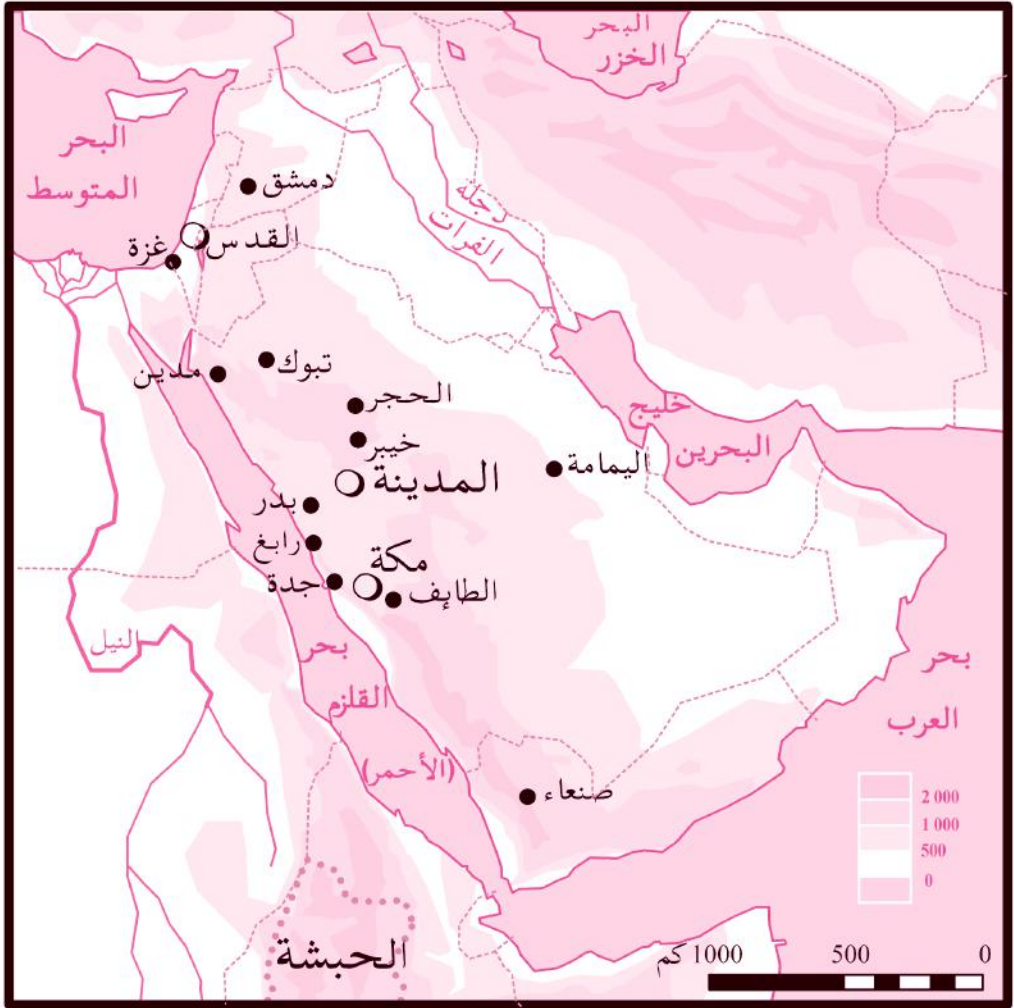 البحر
الخزر
البحر
المتوسط
دمشق
دجلة
الفرات
القدس
غزة
تبوك
مدين
الحجر
خيبر
خليج
البحرين
المدينة
اليمامة
بدر
رابغ
مكة
جدة
الطائف
النيل
بحر
القلزم
(الأحمر)
بحر
العرب
صنعاء
2 000
1 000
500
0
الحبشة
0 500 1000 كم